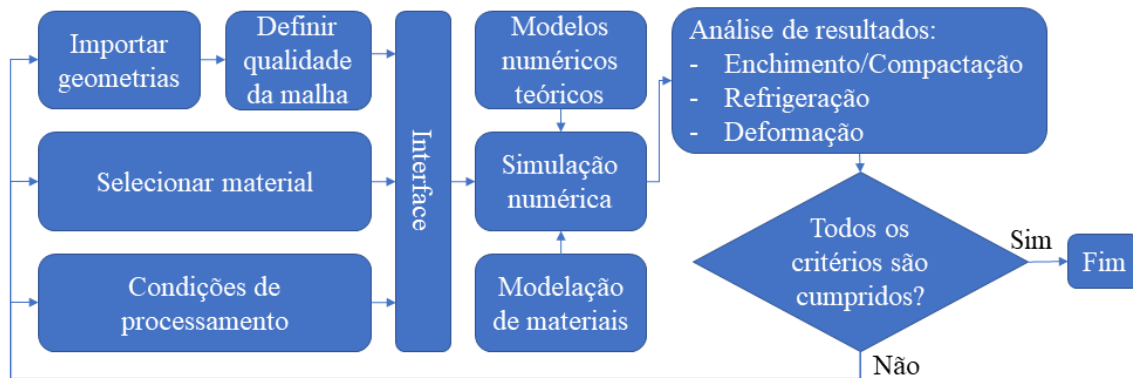 Importar
geometrias
Definir
qualidade
da malha
Selecionar material
Condições de
processamento
Interface
Modelos
numéricos
teóricos
Simulação
numérica
Modelação
de materiais
Análise de resultados:
- Enchimento/Compactação
- Refrigeração
- Deformação
Todos os
critérios são
cumpridos?
Sim
Fim
Não